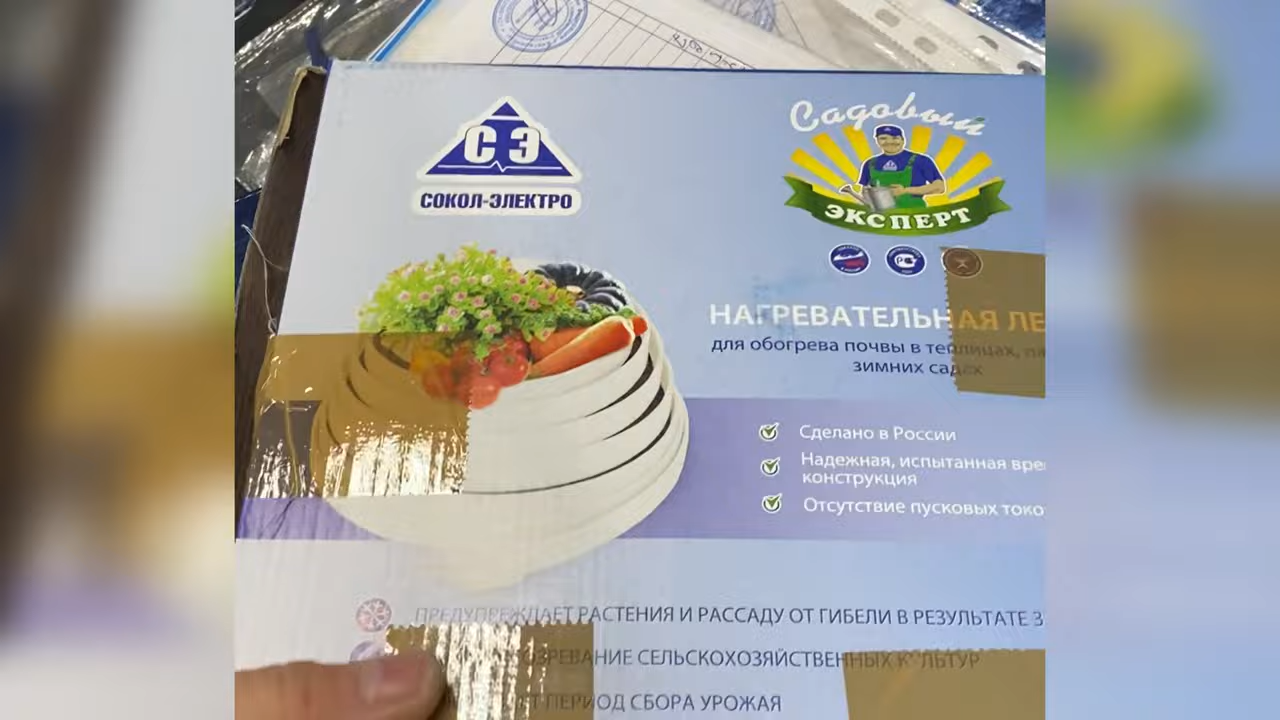 СЭ
СОКОЛ-ЭЛЕКТРО
Садовый
ЭКСПЕРТ
НАГРЕВАТЕЛЬНАЯ ЛЕ
для обогрева почвы в теплицах,
зимних садах
Сделано в России
Надежная, испытанная вре
конструкция
Отсутствие пусковых токо
ПРЕДУПРЕЖДАЕТ РАСТЕНИЯ И РАССАДУ ОТ ГИБЕЛИ В РЕЗУЛЬТАТЕ З
СЕЛЬСКОХОЗЯЙСТВЕННЫХ КУЛЬТУР
ПЕРИОД СБОРА УРОЖАЯ